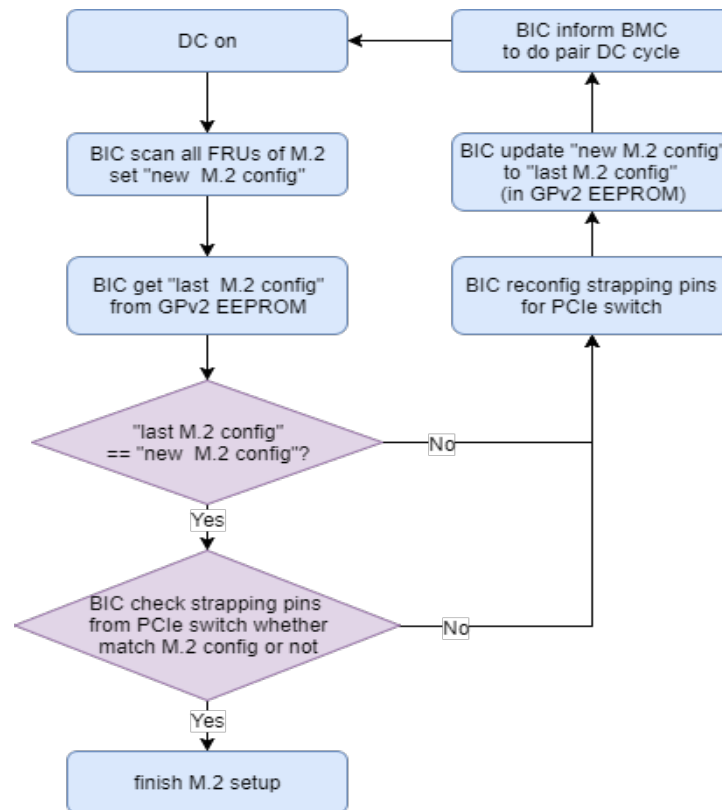 DC on
BIC inform BMC
to do pair DC cycle
BIC scan all FRUs of M.2
set "new  M.2 config"
BIC update "new M.2 config"
to "last M.2 config"
(in GPv2 EEPROM)
BIC get "last  M.2 config"
from GPv2 EEPROM
BIC reconfig strapping pins
for PCIe switch
"last M.2 config"
== "new  M.2 config"?
No
Yes
BIC check strapping pins
from PCIe switch whether
match M.2 config or not
No
Yes
finish M.2 setup